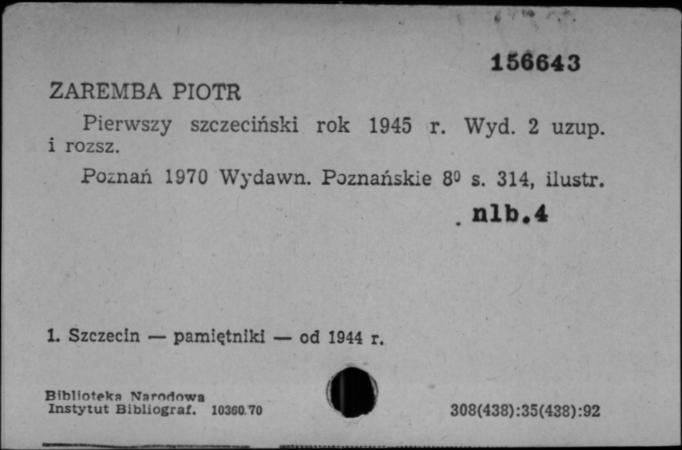 156643
ZAREMBA PIOTR
Pierwszy szczeciński rok 1945 r. Wyd. 2 uzup.
i rozsz.
Poznań 1970 Wydawn. Poznańskie 8⁰ s. 314, ilustr.
nlb.4
1. Szczecin — pamiętniki — od 1944 r.
Biblioteka Narodowa
Instytut Bibliograf. 10360.70
308(438):35(438):92